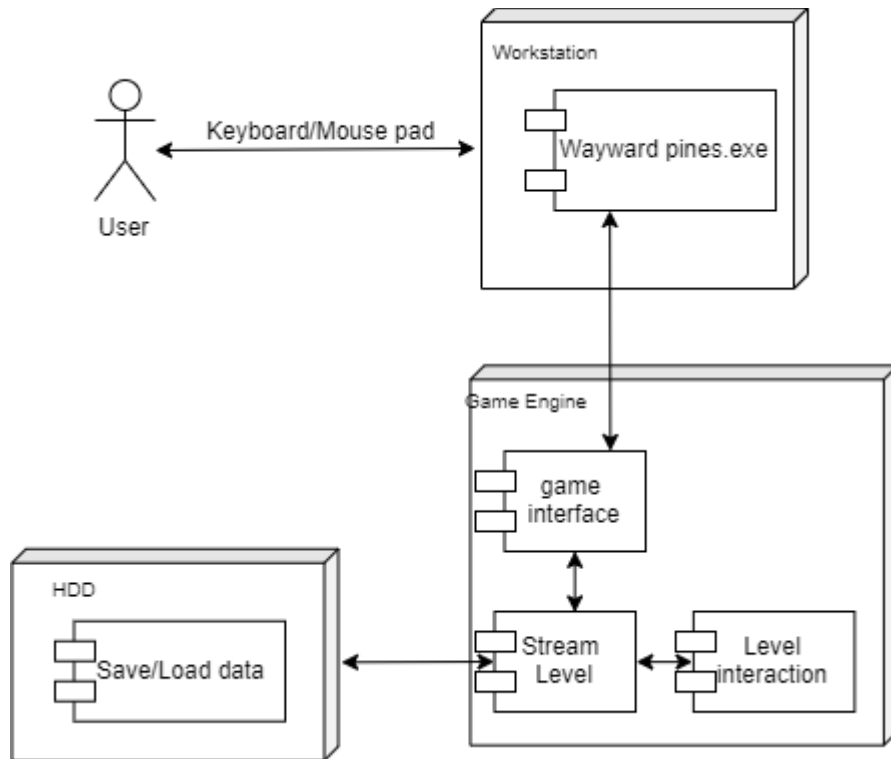 Workstation
Keyboard/Mouse pad
Wayward pines.exe
User
Game Engine
game
interface
HDD
Save/Load data
Stream
Level
Level
interaction